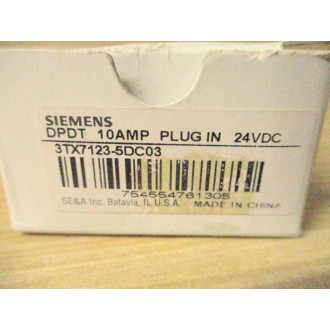 SIEMENS
DPDT 10AMP PLUG IN 24VDC
3TX7123-5DC03
754554761305
SE&A Inc. Batavia, IL U.S.A. MADE IN CHINA